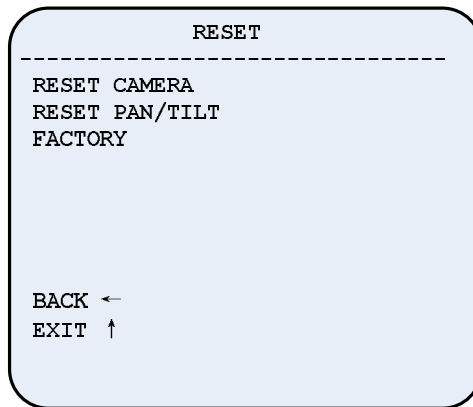 RESET
--------------------------------
RESET CAMERA
RESET PAN/TILT
FACTORY
BACK ←
EXIT ↑